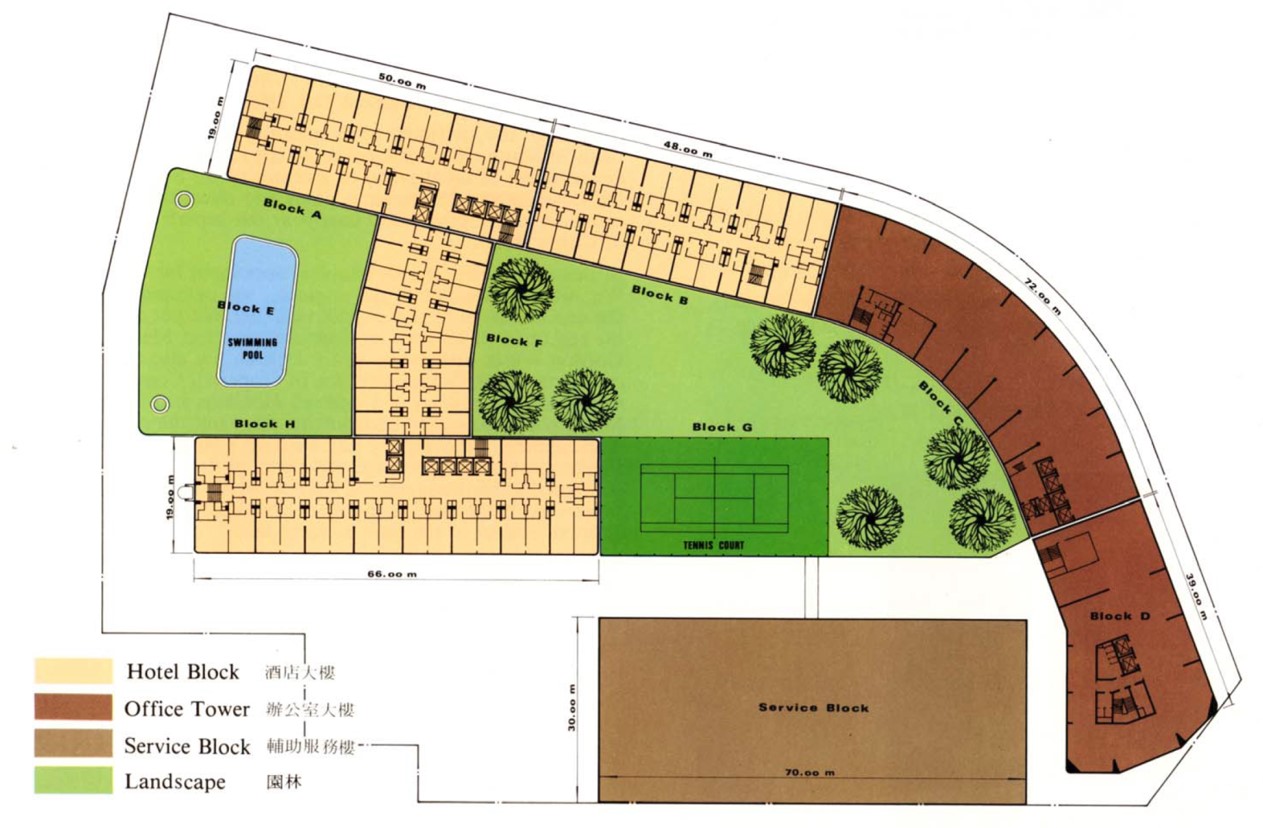 50.00 m
19.00 m
48.00 m
Block A
72.00 m
Block B
Block E
SWIMMING
POOL
Block F
Block C
Block H
Block G
19.00 m
TENNIS COURT
66.00 m
39.00 m
Block D
Hotel Block 酒店大樓
Office Tower 辦公室大樓
Service Block 輔助服務樓
Landscape 園林
30.00 m
Service Block
70.00 m